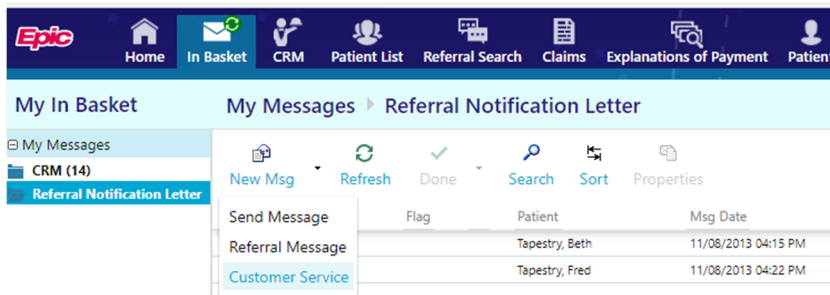 Epic
Home In Basket CRM Patient List Referral Search Claims Explanations of Payment Patient
My In Basket
My Messages Referral Notification Letter
My Messages
CRM (14)
Referral Notification Letter
New Msg Refresh Done Search Sort Properties
Send Message
Referral Message
Customer Service
Flag Patient Msg Date
Tapestry, Beth 11/08/2013 04:15 PM
Tapestry, Fred 11/08/2013 04:22 PM